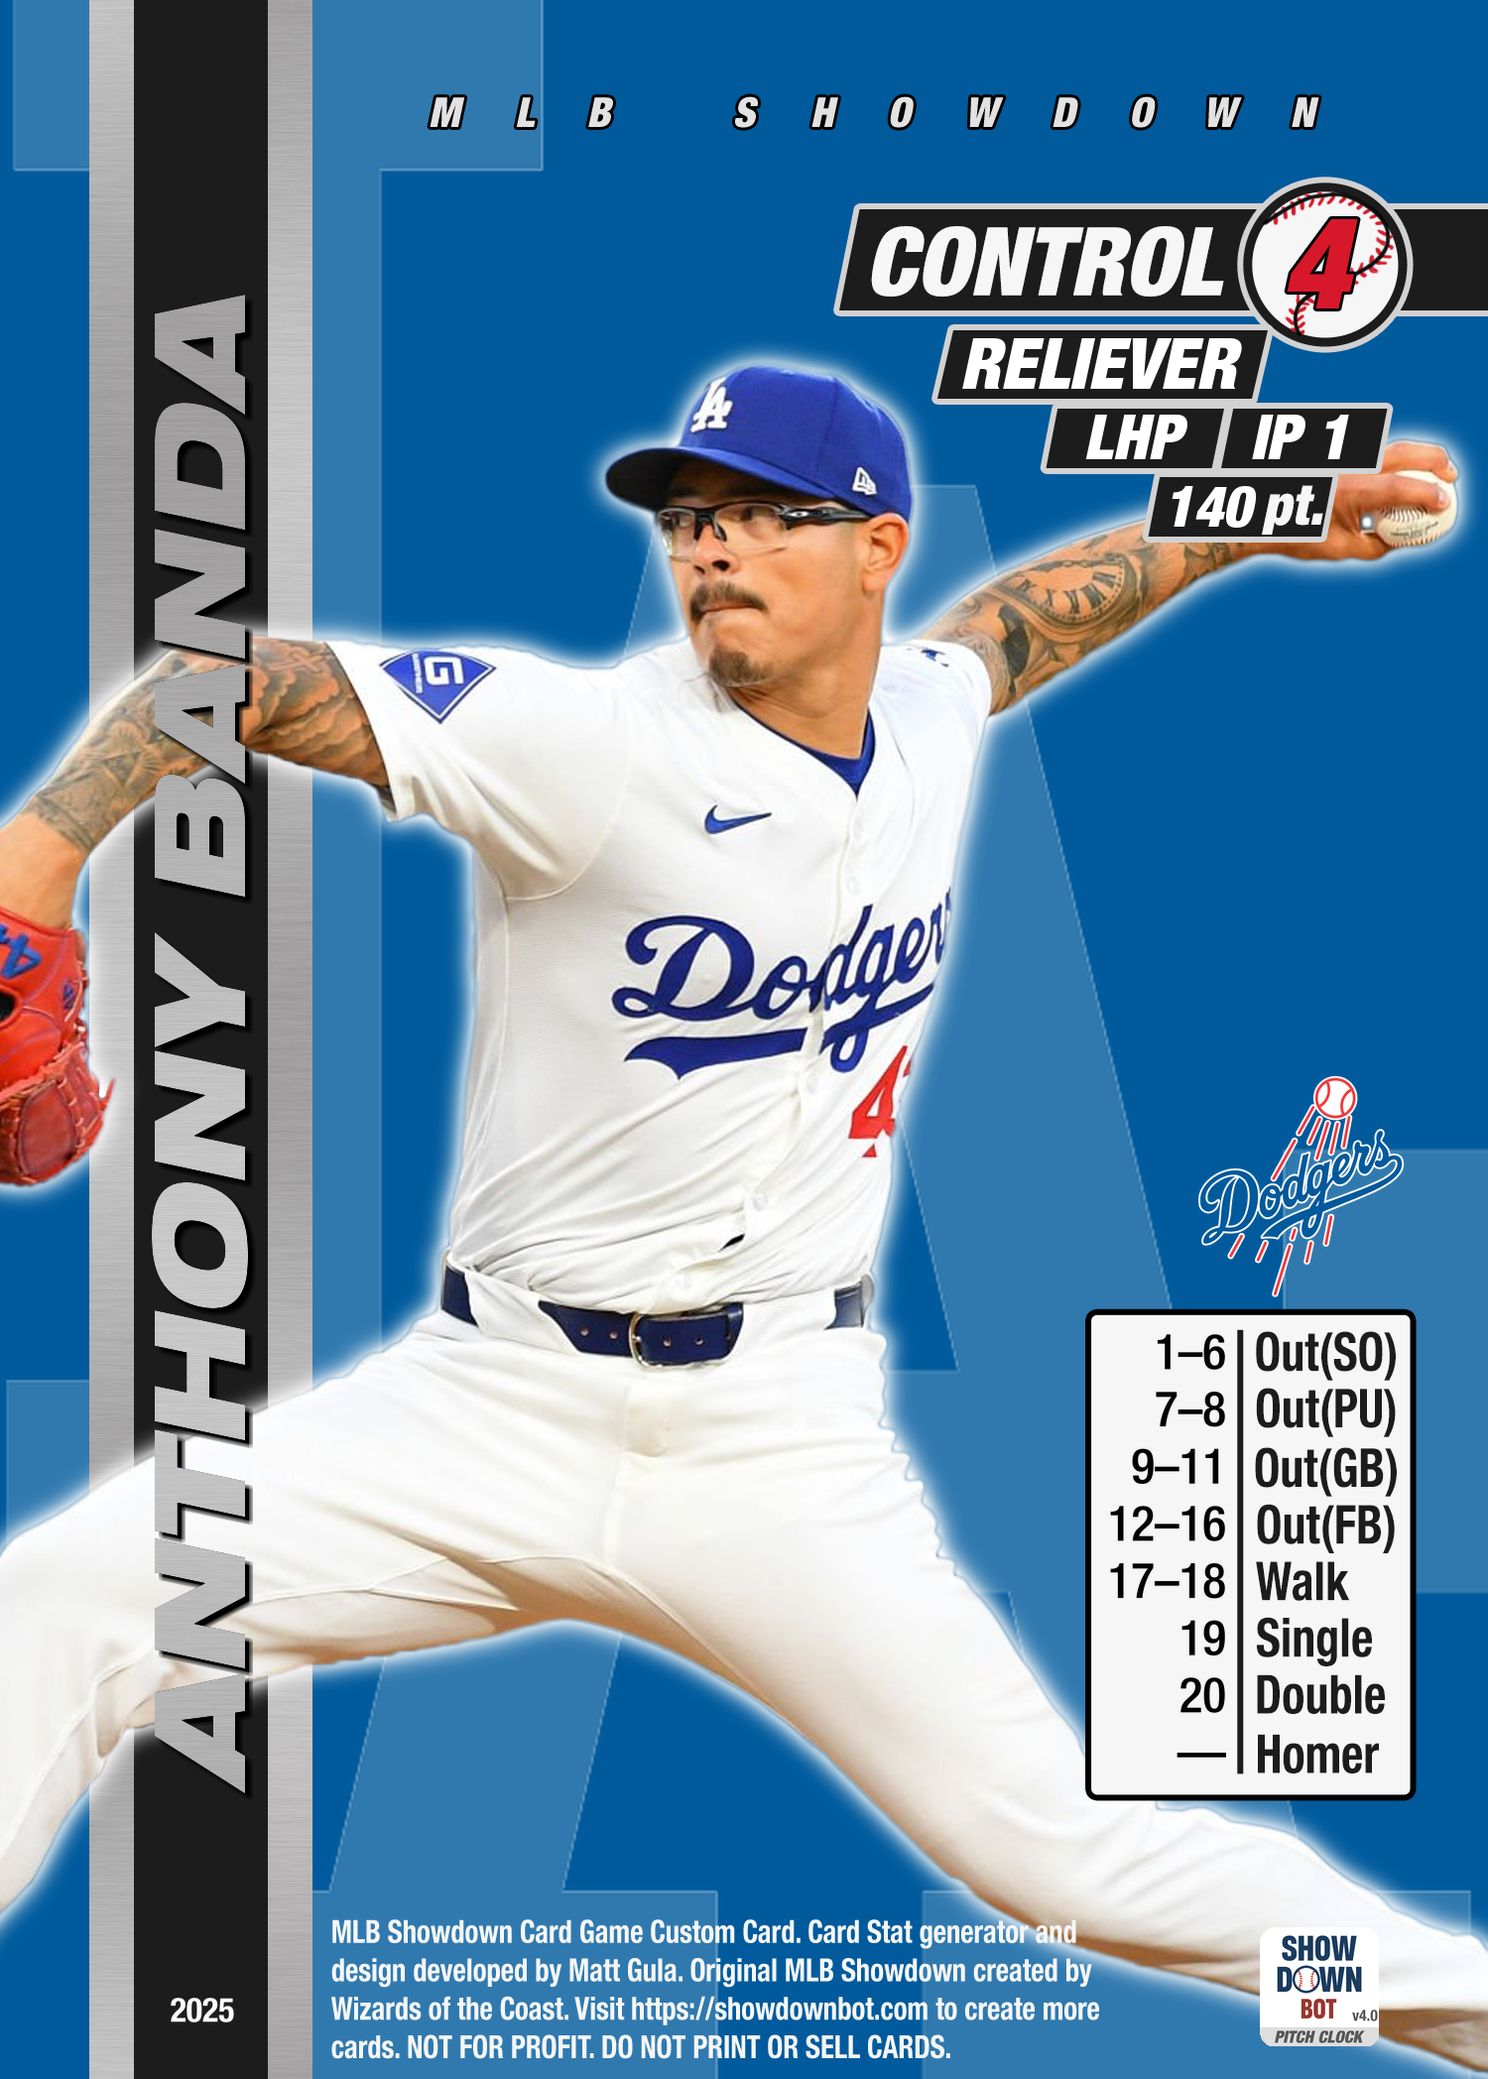 MLB SHOWDOWN
CONTROL 4
RELIEVER
LHP IP 1
140 pt.
ANTHONY BANDA
LA
G
Dodgers
4
Dodgers
1–6 Out(SO)
7–8 Out(PU)
9–11 Out(GB)
12–16 Out(FB)
17–18 Walk
19 Single
20 Double
— Homer
MLB Showdown Card Game Custom Card. Card Stat generator and
design developed by Matt Gula. Original MLB Showdown created by
Wizards of the Coast. Visit https://showdownbot.com to create more
cards. NOT FOR PROFIT. DO NOT PRINT OR SELL CARDS.
2025
SHOW
DOWN
BOT v4.0
PITCH CLOCK